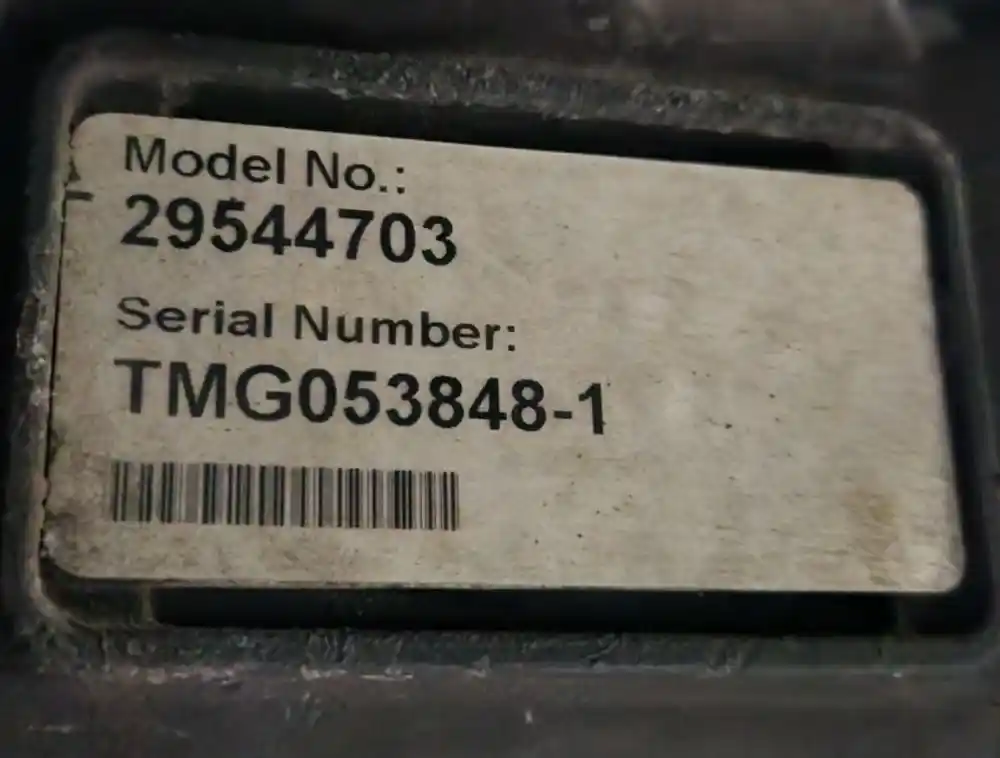 Model No.:
29544703
Serial Number:
TMG053848-1